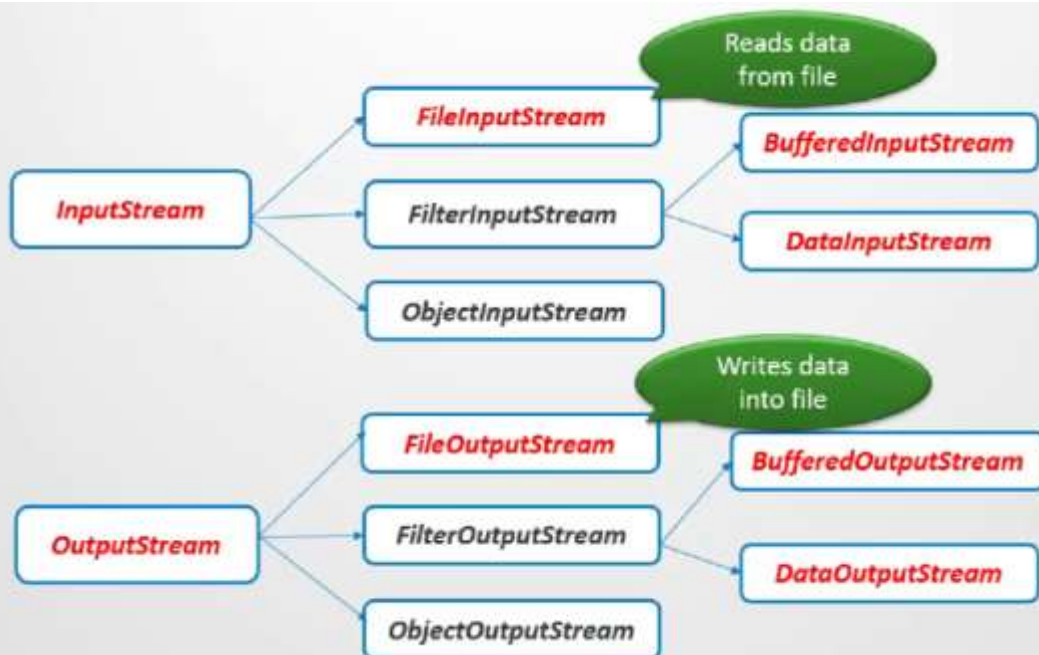 Reads data
from file
FileInputStream
BufferedInputStream
InputStream
FilterInputStream
DataInputStream
ObjectInputStream
Writes data
into file
FileOutputStream
BufferedOutputStream
OutputStream
FilterOutputStream
DataOutputStream
ObjectOutputStream